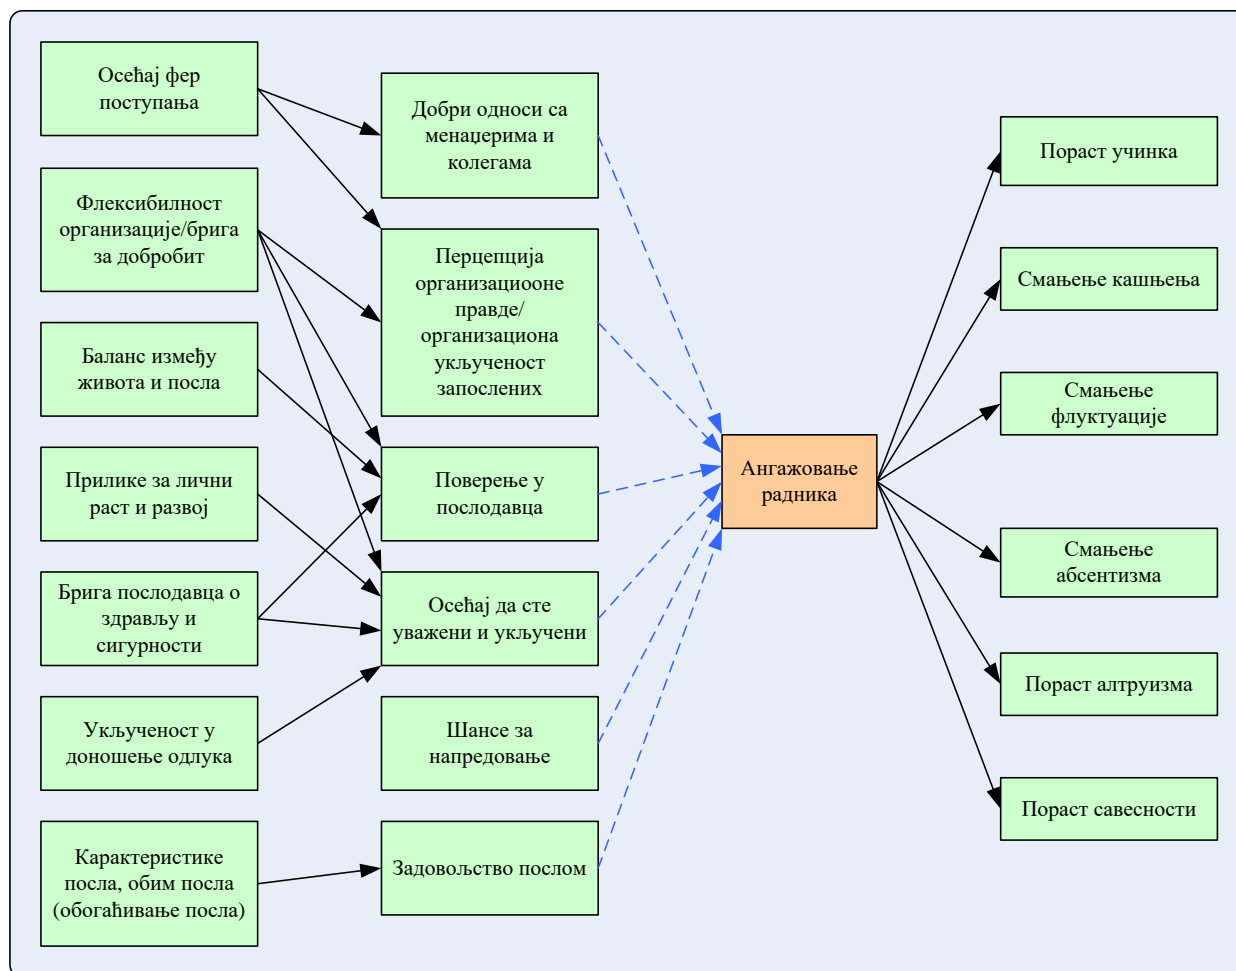 Осећај фер
поступања
Флексибилност
организације/брига
за добробит
Баланс између
живота и посла
Прилике за лични
раст и развој
Брига послодавца о
здрављу и
сигурности
Укљученост у
доношење одлука
Карактеристике
посла, обим посла
(обогаћивање посла)
Добри односи са
менаџерима и
колегама
Перцепција
организациооне
правде/
организациона
укљученост
запослених
Поверење у
послодавца
Осећај да сте
уважени и укључени
Шансе за
напредовање
Задовољство послом
Ангажовање
радника
Пораст учинка
Смањење кашњења
Смањење
флуктуације
Смањење
абсентизма
Пораст алтруизма
Пораст савесности